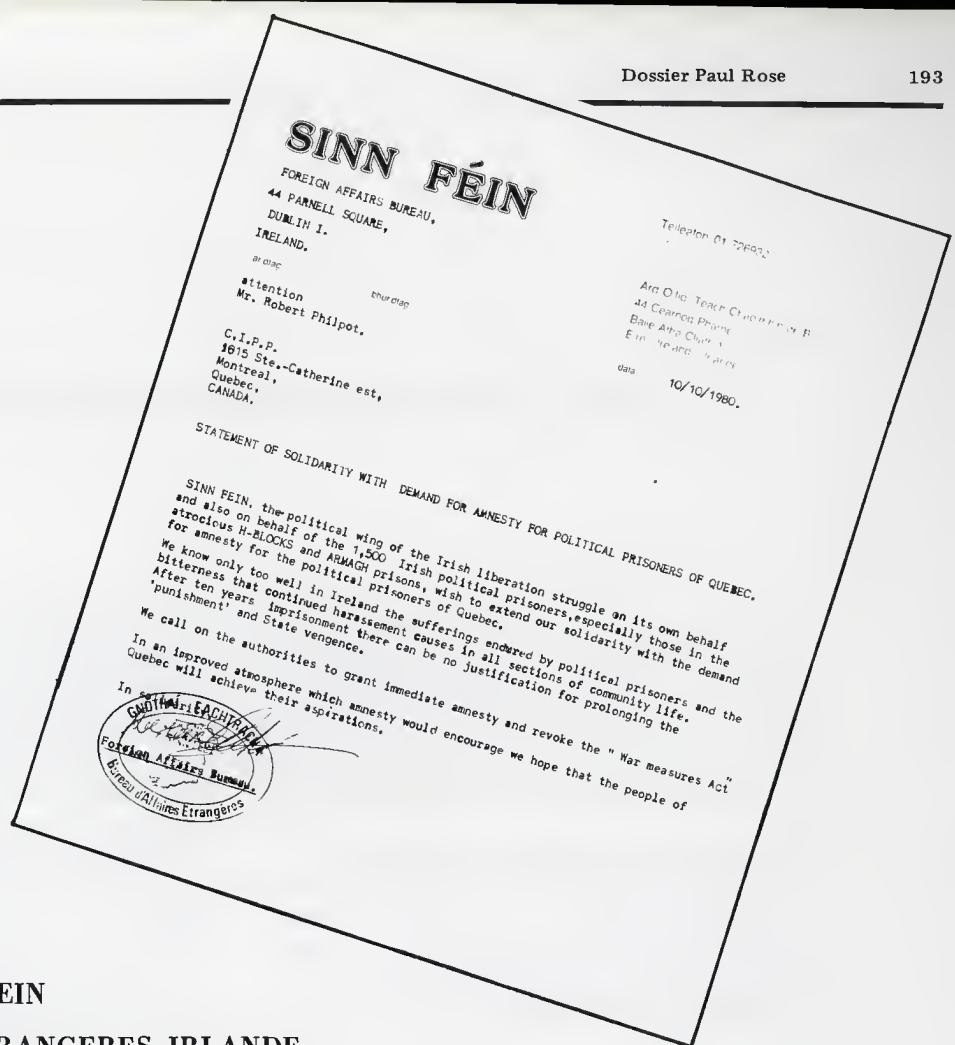 Dossier Paul Rose 193
SINN FÉIN
FOREIGN AFFAIRS BUREAU,
44 PARNELL SQUARE,
DUBLIN I.
IRELAND.
attention
Mr. Robert Philpot.
C.I.P.P.
1615 Ste.-Catherine est,
Montreal,
Quebec,
CANADA.
44 Cearnóg
data 10/10/1980.
STATEMENT OF SOLIDARITY WITH DEMAND FOR AMNESTY FOR POLITICAL PRISONERS OF QUEBEC.
SINN FEIN, the political wing of the Irish liberation struggle on its own behalf
and also on behalf of the 1,500 Irish political prisoners,especially those in the
atrocious H-BLOCKS and ARMAGH prisons, wish to extend our solidarity with the demand
for amnesty for the political prisoners of Quebec.
We know only too well in Ireland the sufferings endured by political prisoners and the
bitterness that continued harassement causes in all sections of community life.
After ten years imprisonment there can be no justification for prolonging the
'punishment' and State vengence.
We call on the authorities to grant immediate amnesty and revoke the " War measures Act "
In an improved atmosphere which amnesty would encourage we hope that the people of
Quebec will achieve their aspirations.
In
GNOTHAI EACHTRACHA
Foreign Affairs Bureau.
Bureau d'Affaires Etrangeres
EIN
RANGERES, IRLANDE